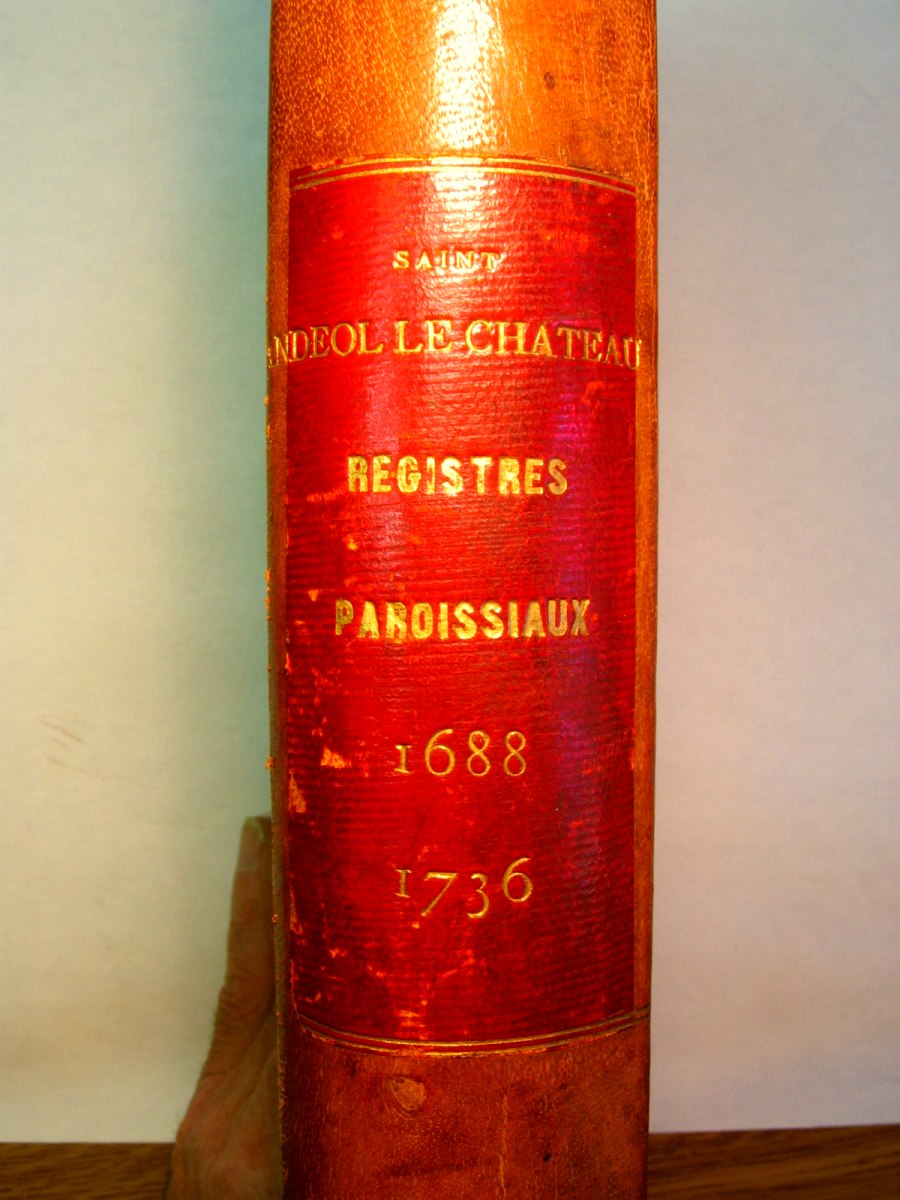 SAINT
ANDEOL LE CHATEAU
REGISTRES
PAROISSIAUX
1688
1736